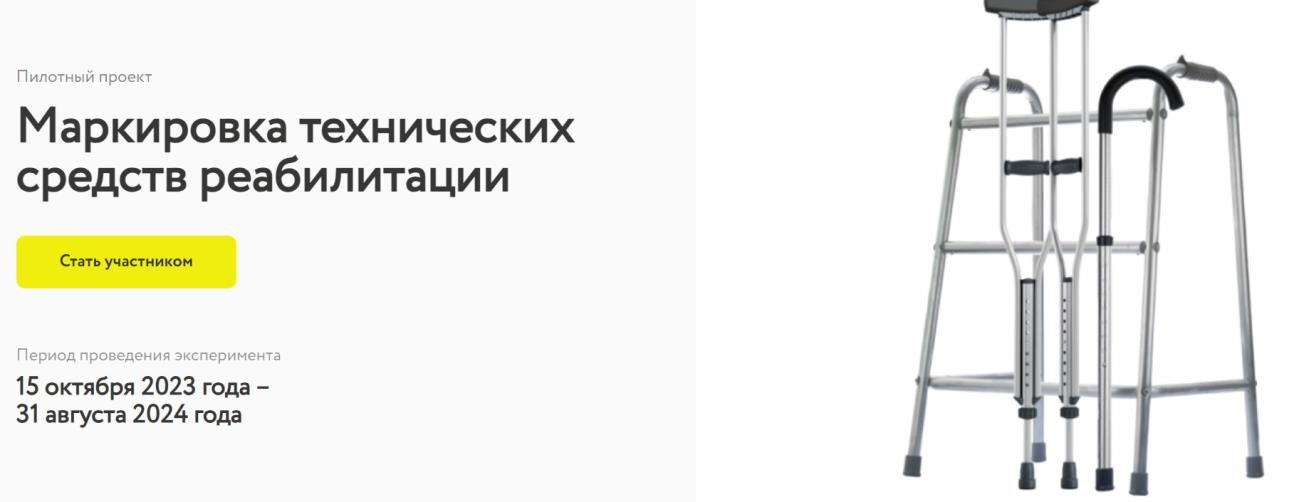 Пилотный проект
Маркировка технических
средств реабилитации
Стать участником
Период проведения эксперимента
15 октября 2023 года –
31 августа 2024 года